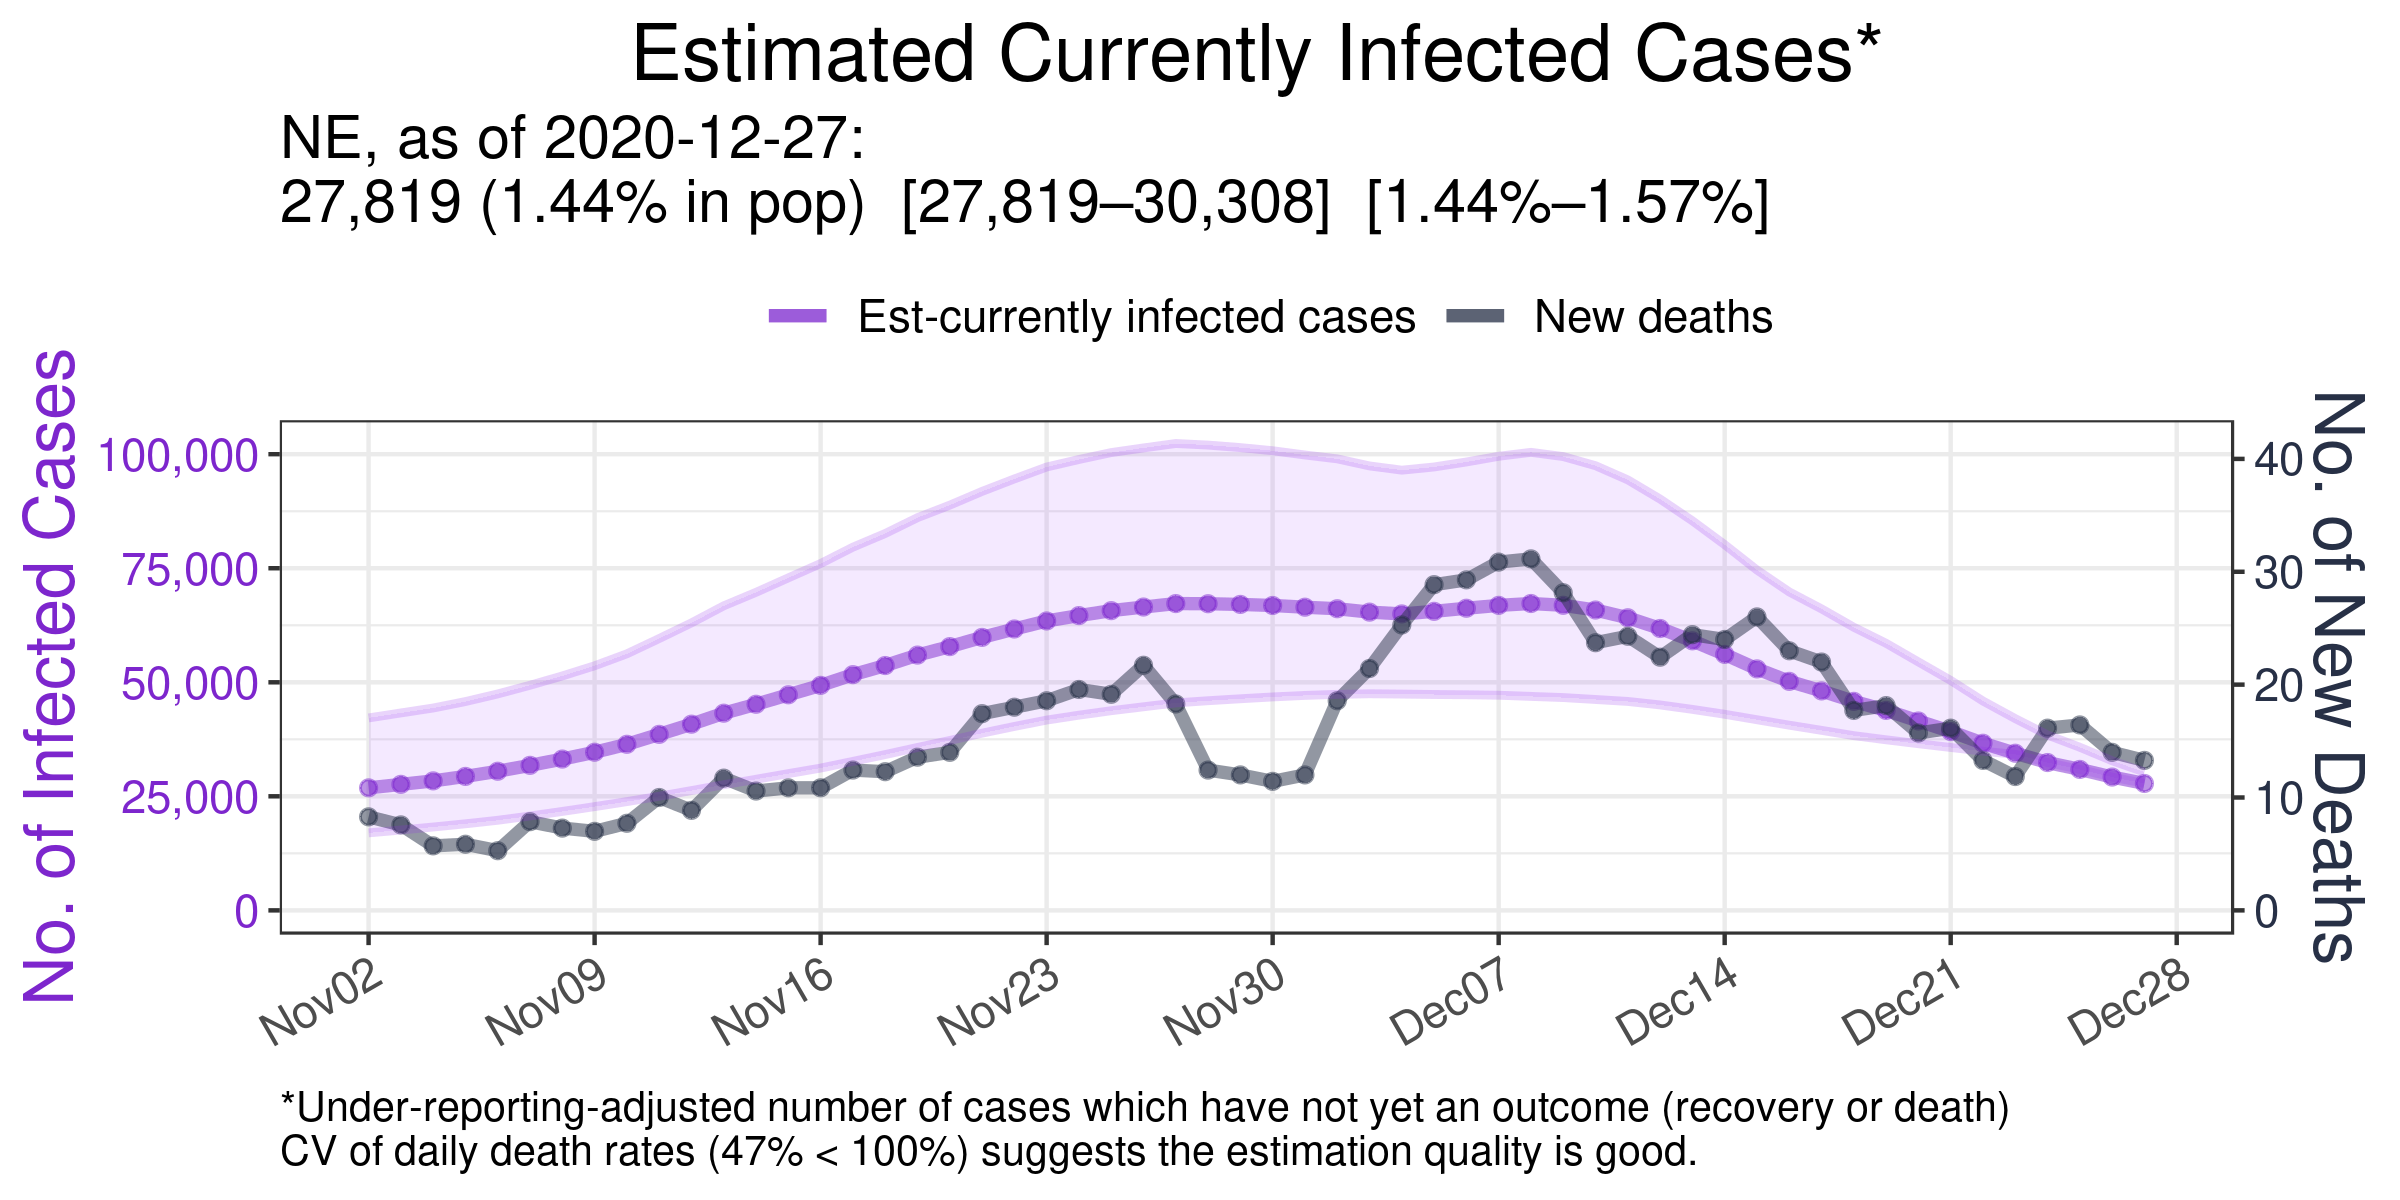 Estimated Currently Infected Cases*
NE, as of 2020-12-27:
27,819 (1.44% in pop)  [27,819–30,308]  [1.44%–1.57%]
Est-currently infected cases
New deaths
No. of Infected Cases
100,000
75,000
50,000
25,000
0
40
30
20
10
0
No. of New Deaths
Nov02
Nov09
Nov16
Nov23
Nov30
Dec07
Dec14
Dec21
Dec28
*Under-reporting-adjusted number of cases which have not yet an outcome (recovery or death)
CV of daily death rates (47% < 100%) suggests the estimation quality is good.